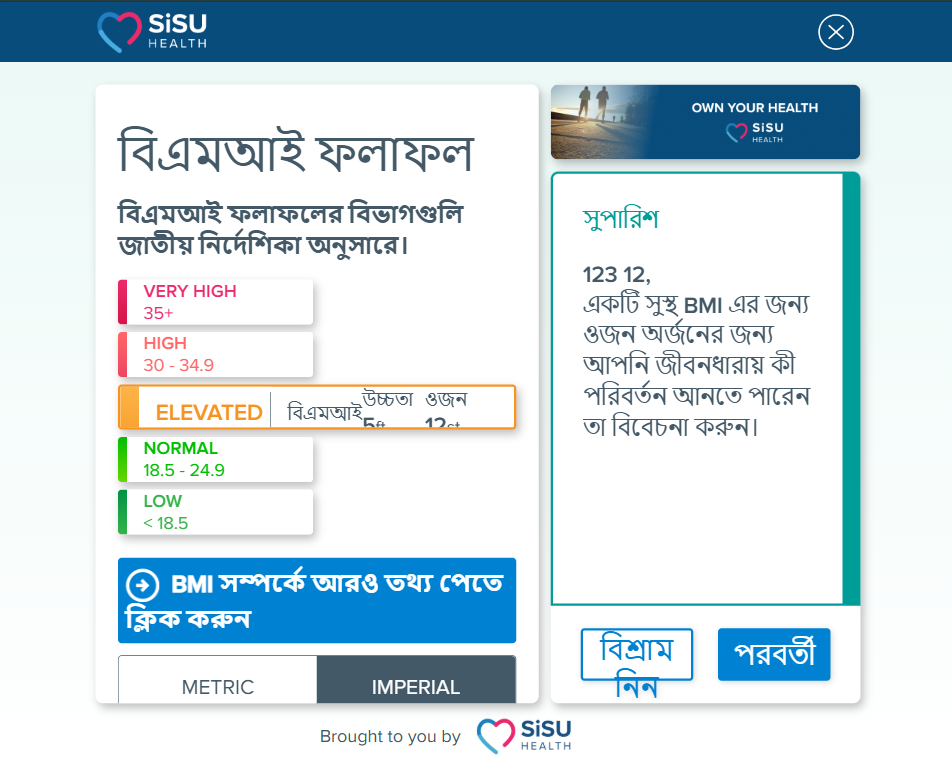 SiSU
HEALTH
বিএমআই ফলাফল
বিএমআই ফলাফলের বিভাগগুলি
জাতীয় নির্দেশিকা অনুসারে।
VERY HIGH
35+
HIGH
30 - 34.9
ELEVATED
বিএমআই
উচ্চতা
5ft
ওজন
12st
NORMAL
18.5 - 24.9
LOW
< 18.5
BMI সম্পর্কে আরও তথ্য পেতে
ক্লিক করুন
METRIC
IMPERIAL
OWN YOUR HEALTH
SiSU
HEALTH
সুপারিশ
123 12,
একটি সুস্থ BMI এর জন্য
ওজন অর্জনের জন্য
আপনি জীবনধারায় কী
পরিবর্তন আনতে পারেন
তা বিবেচনা করুন।
বিশ্রাম
নিন
পরবর্তী
Brought to you by
SiSU
HEALTH